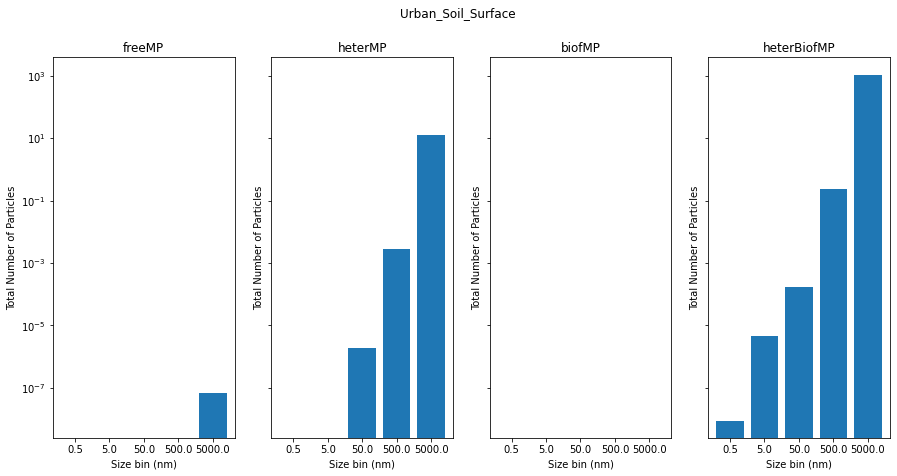 Urban_Soil_Surface
freeMP
heterMP
biofMP
heterBiofMP
Total Number of Particles
10³
10¹
10⁻¹
10⁻³
10⁻⁵
10⁻⁷
0.5 5.0 50.0 500.0 5000.0
Size bin (nm)
Total Number of Particles
0.5 5.0 50.0 500.0 5000.0
Size bin (nm)
Total Number of Particles
0.5 5.0 50.0 500.0 5000.0
Size bin (nm)
Total Number of Particles
0.5 5.0 50.0 500.0 5000.0
Size bin (nm)